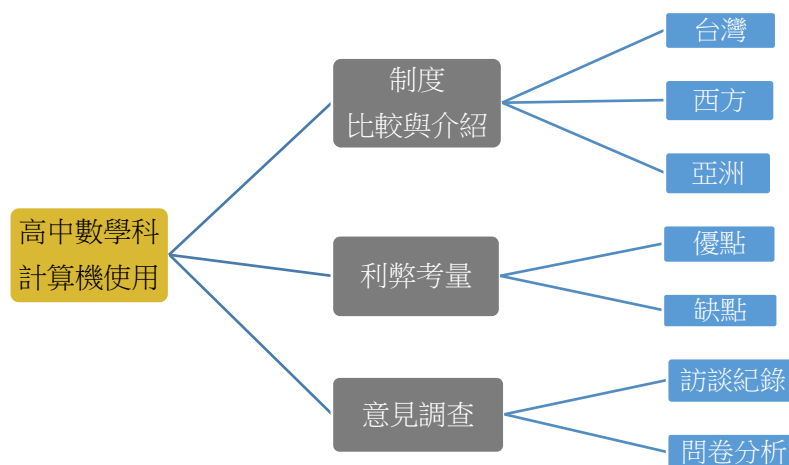 高中數學科
計算機使用
制度
比較與介紹
台灣
西方
亞洲
利弊考量
優點
缺點
意見調查
訪談紀錄
問卷分析